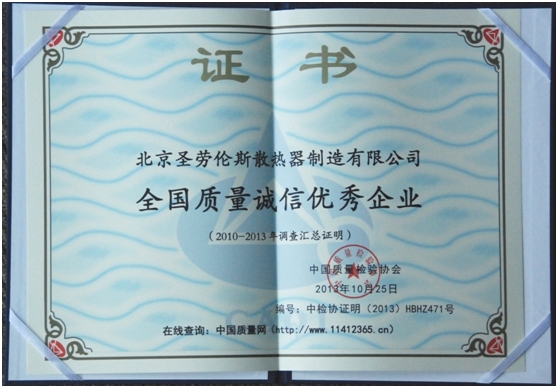 证书
北京圣劳伦斯散热器制造有限公司
全国质量诚信优秀企业
(2010-2013年调查汇总证明)
中国质量检验协会
2013年10月25日
编号：中检协证明（2013）HBHZ471号
在线查询：中国质量网(http://www.11412365.cn)